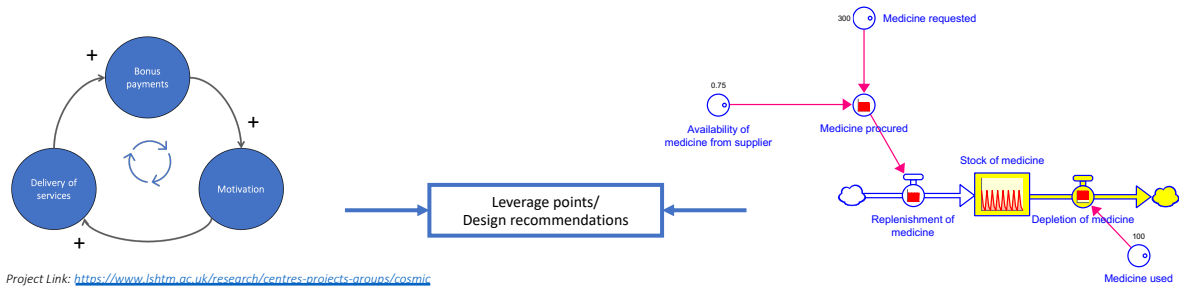 +
Bonus
payments
+
Delivery of
services
Motivation
+
Project Link: https://www.lshtm.ac.uk/research/centres-projects-groups/cosmic
Leverage points/
Design recommendations
300
Medicine requested
0.75
Availability of
medicine from supplier
Medicine procured
Stock of medicine
Replenishment of
medicine
Depletion of medicine
100
Medicine used